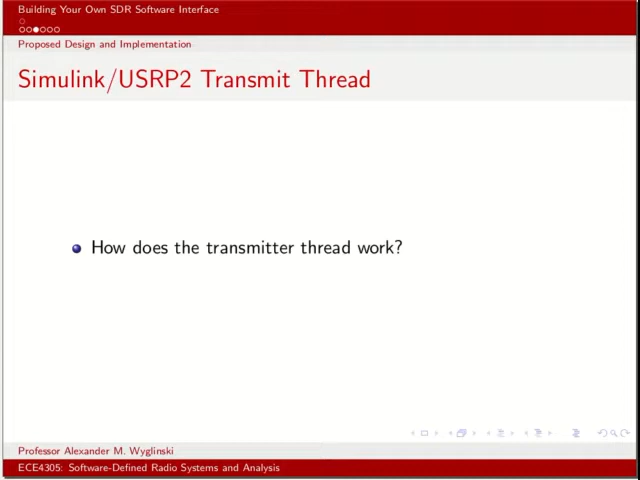 Building Your Own SDR Software Interface
Proposed Design and Implementation
Simulink/USRP2 Transmit Thread
How does the transmitter thread work?
Professor Alexander M. Wyglinski
ECE4305: Software-Defined Radio Systems and Analysis